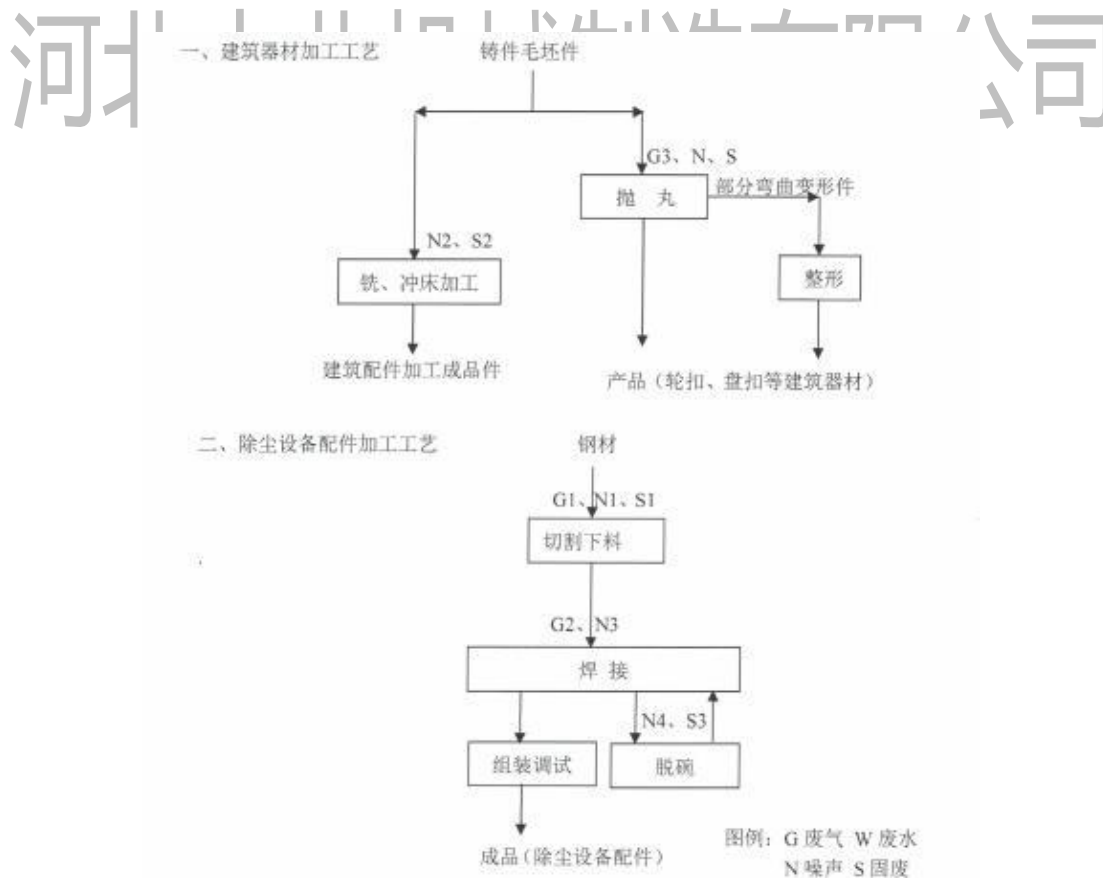 一、建筑器材加工工艺
铸件毛坯件
G3、N、S
抛 丸
部分弯曲变形件
N2、S2
铣、冲床加工
整形
建筑配件加工成品件
产品（轮扣、盘扣等建筑器材）
二、除尘设备配件加工工艺
钢材
G1、N1、S1
切割下料
G2、N3
焊 接
N4、S3
组装调试
脱碗
成品（除尘设备配件）
图例： G 废气 W 废水
N 噪声 S 固废